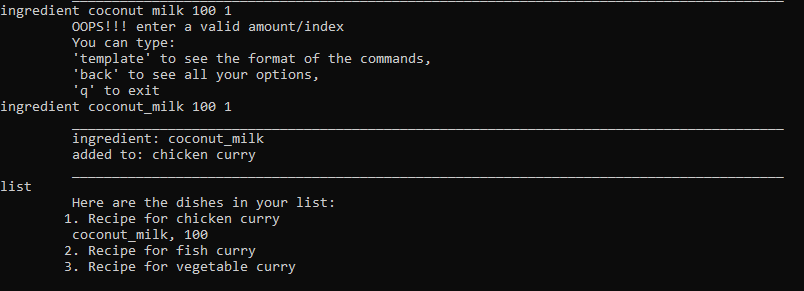 ingredient coconut milk 100 1
OOPS!!! enter a valid amount/index
You can type:
'template' to see the format of the commands,
'back' to see all your options,
'q' to exit
ingredient coconut_milk 100 1
ingredient: coconut_milk
added to: chicken curry
list
Here are the dishes in your list:
1. Recipe for chicken curry
coconut_milk, 100
2. Recipe for fish curry
3. Recipe for vegetable curry